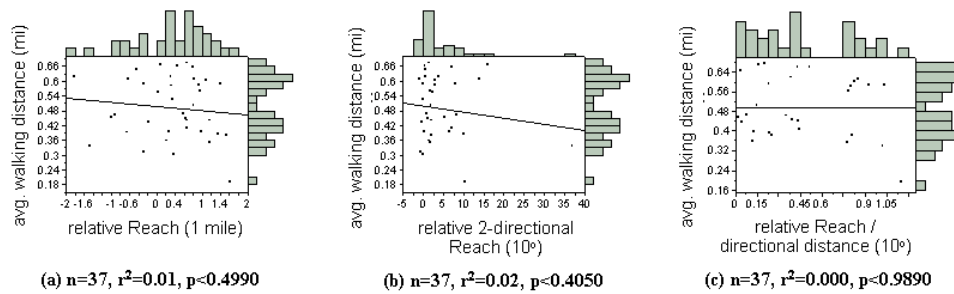 avg. walking distance (mi)
0.66
0.6
0.54
0.48
0.42
0.36
0.3
0.24
0.18
-2 -1.6 -1 -0.6 0 0.4 1 1.4 2
relative Reach (1 mile)
(a) n=37, r²=0.01, p<0.4990
avg. walking distance (mi)
0.66
0.6
0.54
0.48
0.42
0.36
0.3
0.24
0.18
-5 0 5 10 15 20 25 30 40
relative 2-directional
Reach (10º)
(b) n=37, r²=0.02, p<0.4050
avg. walking distance (mi)
0.64
0.56
0.48
0.4
0.32
0.24
0.16
0 0.15 0.45 0.6 0.9 1.05
relative Reach /
directional distance (10º)
(c) n=37, r²=0.000, p<0.9890